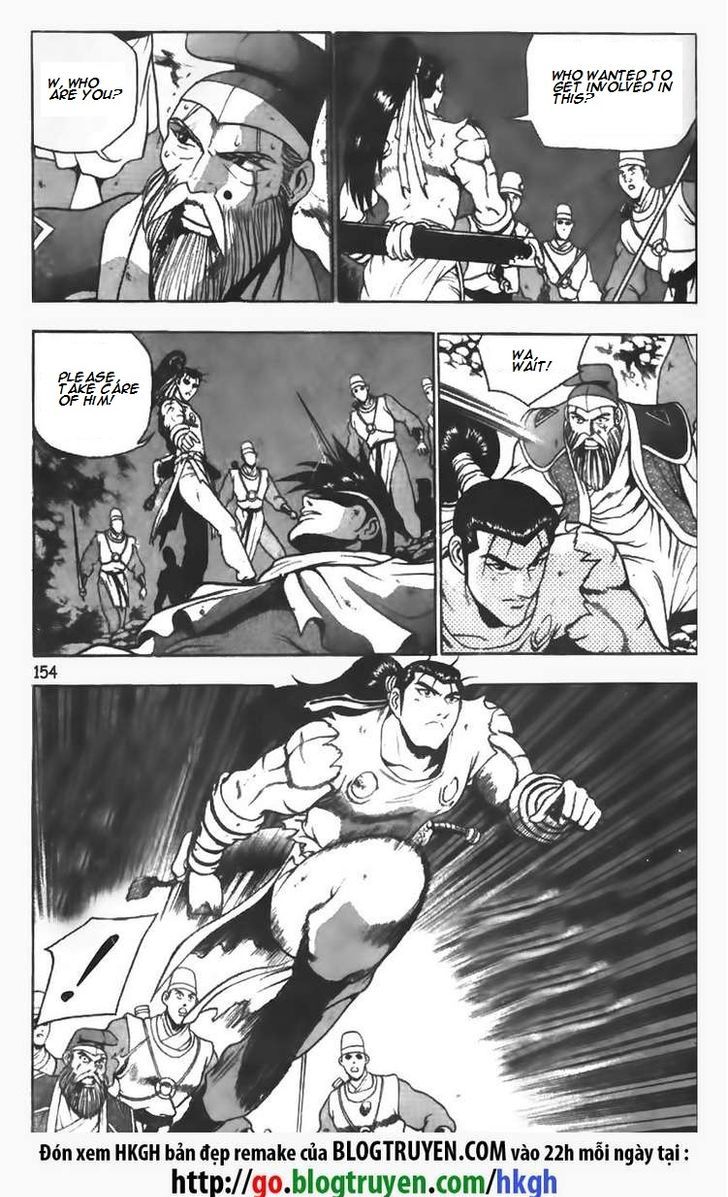 W, WHO
ARE YOU?
WHO WANTED TO
GET INVOLVED IN
THIS?
PLEASE
TAKE CARE
OF HIM!
WA,
WAIT!
154
!
Đón xem HKGH bản đẹp remake của BLOGTRUYEN.COM vào 22h mỗi ngày tại :
http://go.blogtruyen.com/hkgh